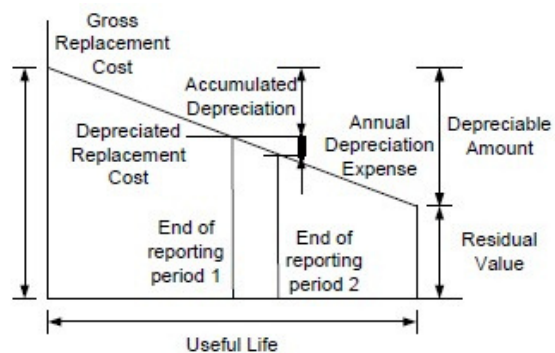 Gross
Replacement
Cost
Accumulated
Depreciation
Depreciated
Replacement
Cost
Annual
Depreciation
Expense
Depreciable
Amount
End of
reporting
period 1
End of
reporting
period 2
Residual
Value
Useful Life